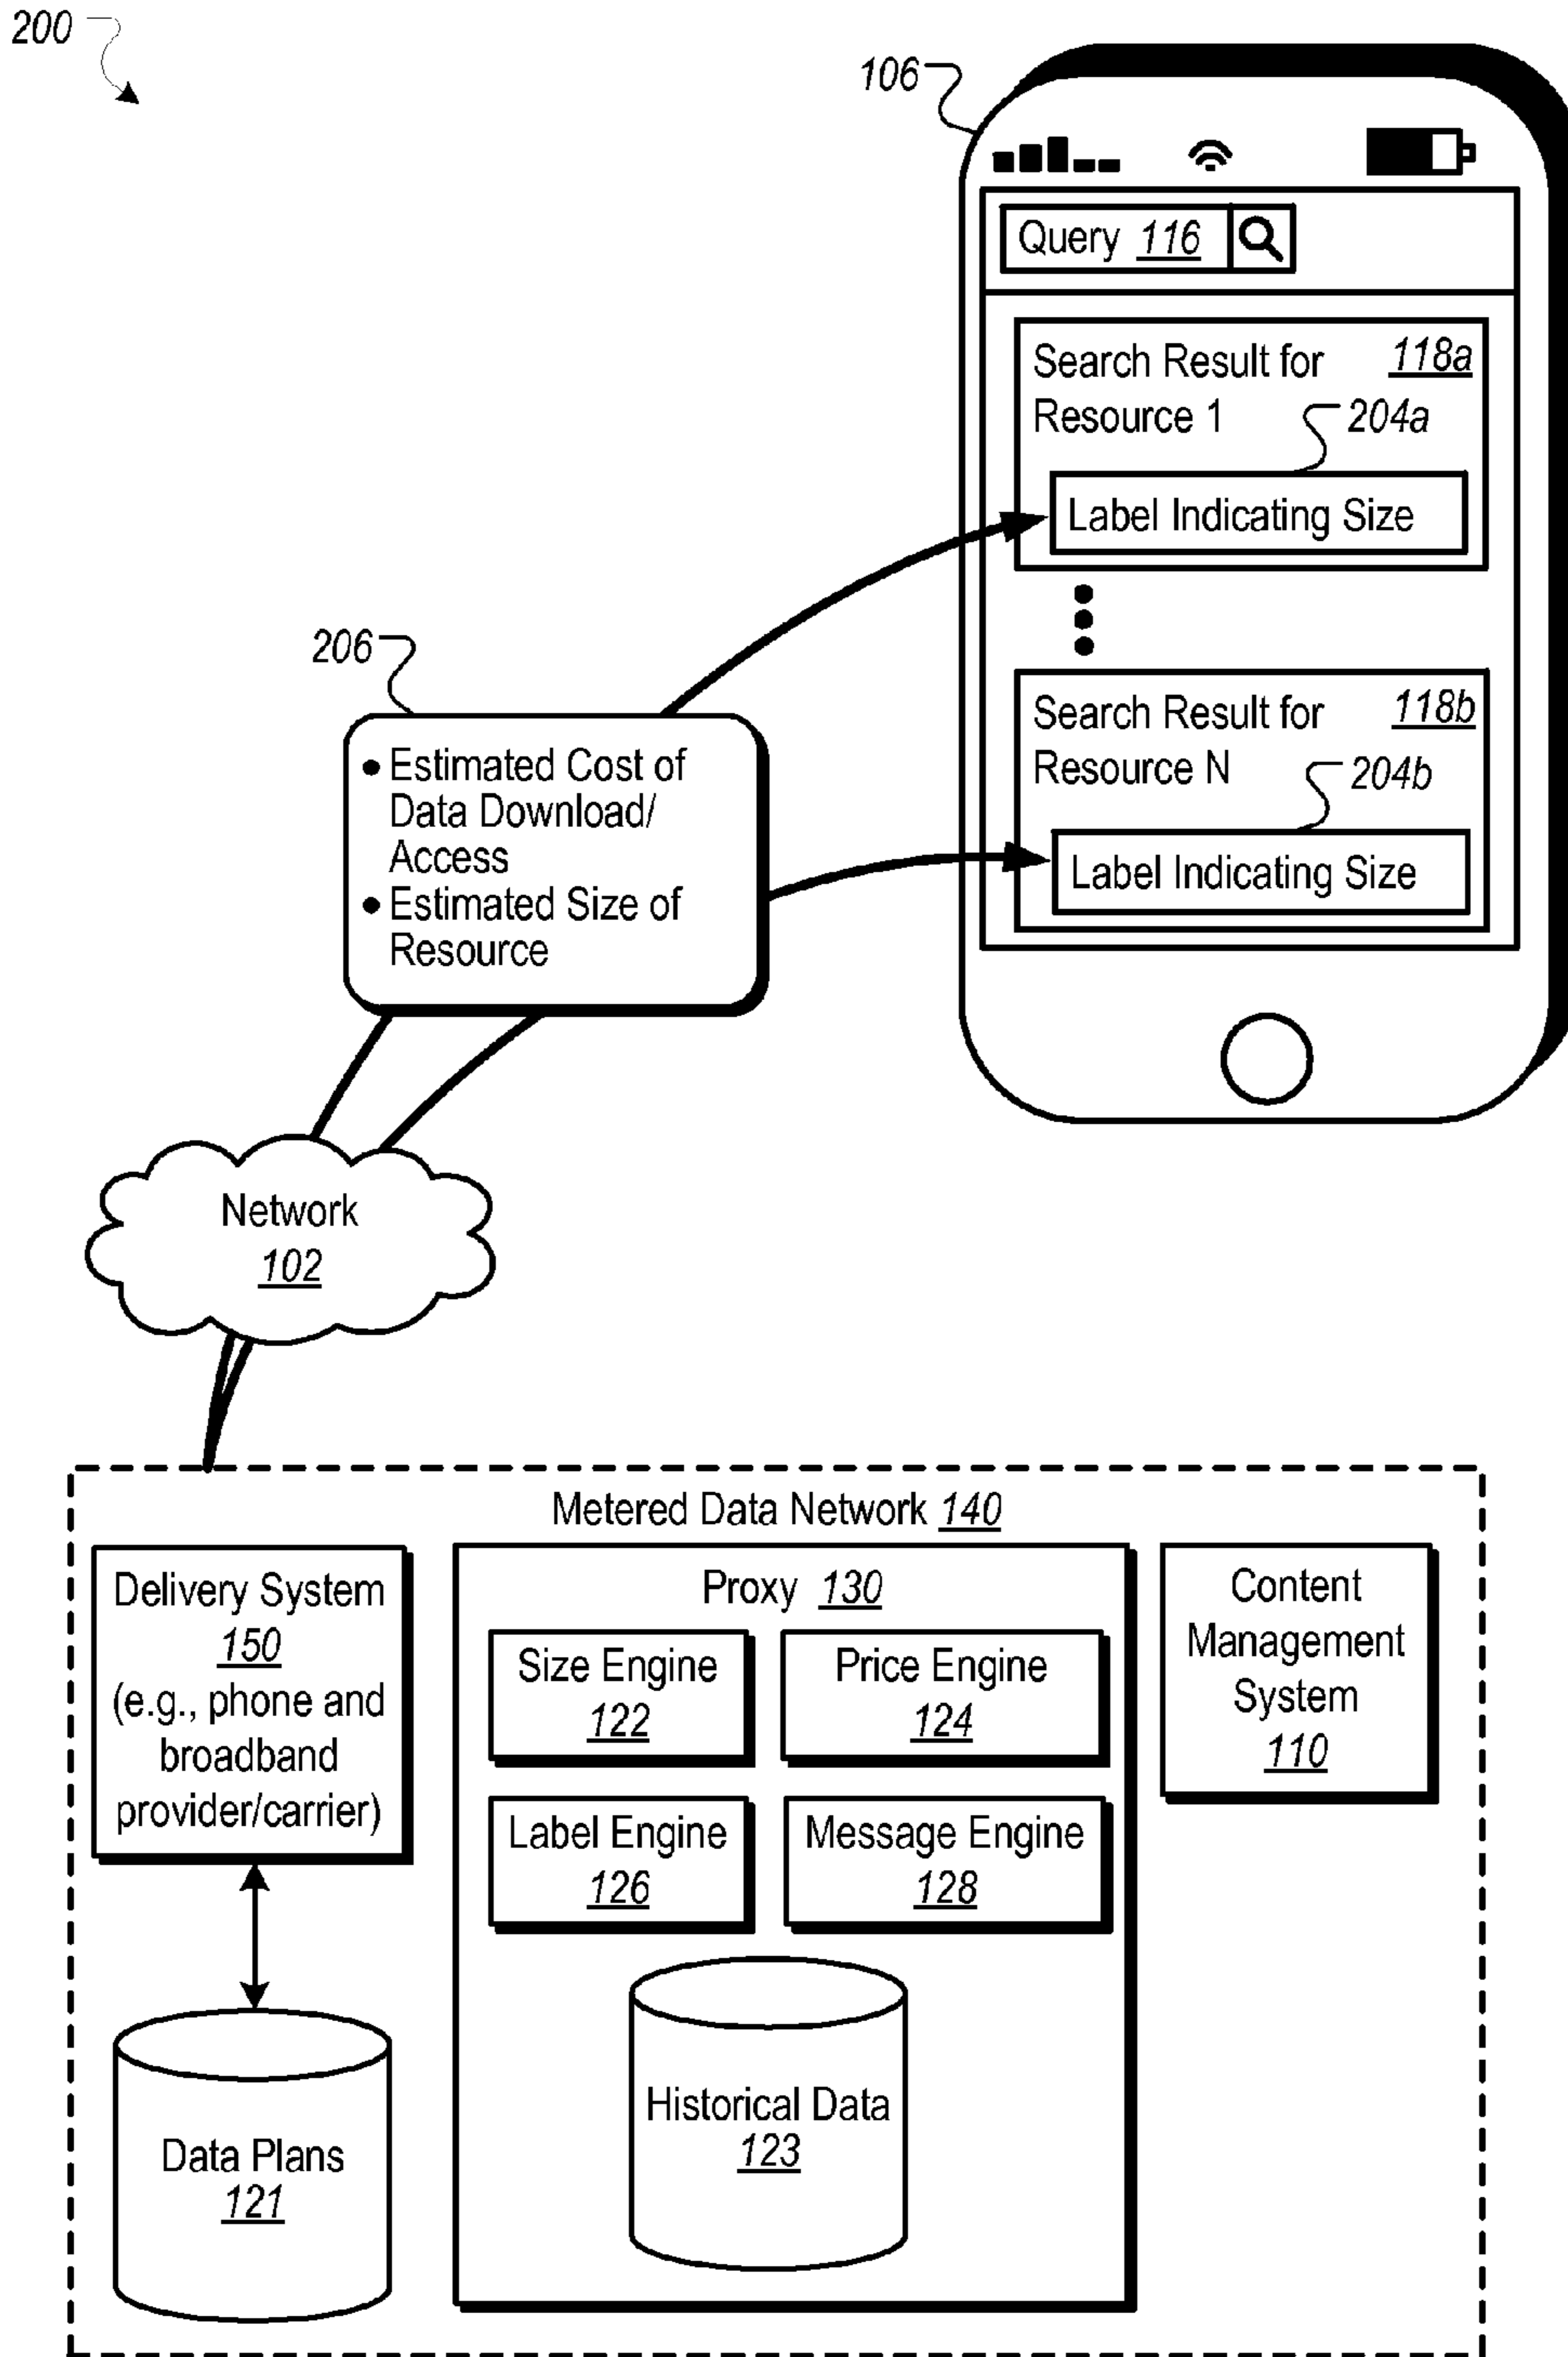 200
106
Query 116
Search Result for 118a
Resource 1
204a
Label Indicating Size
206
• Estimated Cost of
Data Download/
Access
• Estimated Size of
Resource
Search Result for 118b
Resource N
204b
Label Indicating Size
Network
102
Metered Data Network 140
Delivery System
150
(e.g., phone and
broadband
provider/carrier)
Data Plans
121
Proxy 130
Size Engine
122
Price Engine
124
Label Engine
126
Message Engine
128
Historical Data
123
Content
Management
System
110